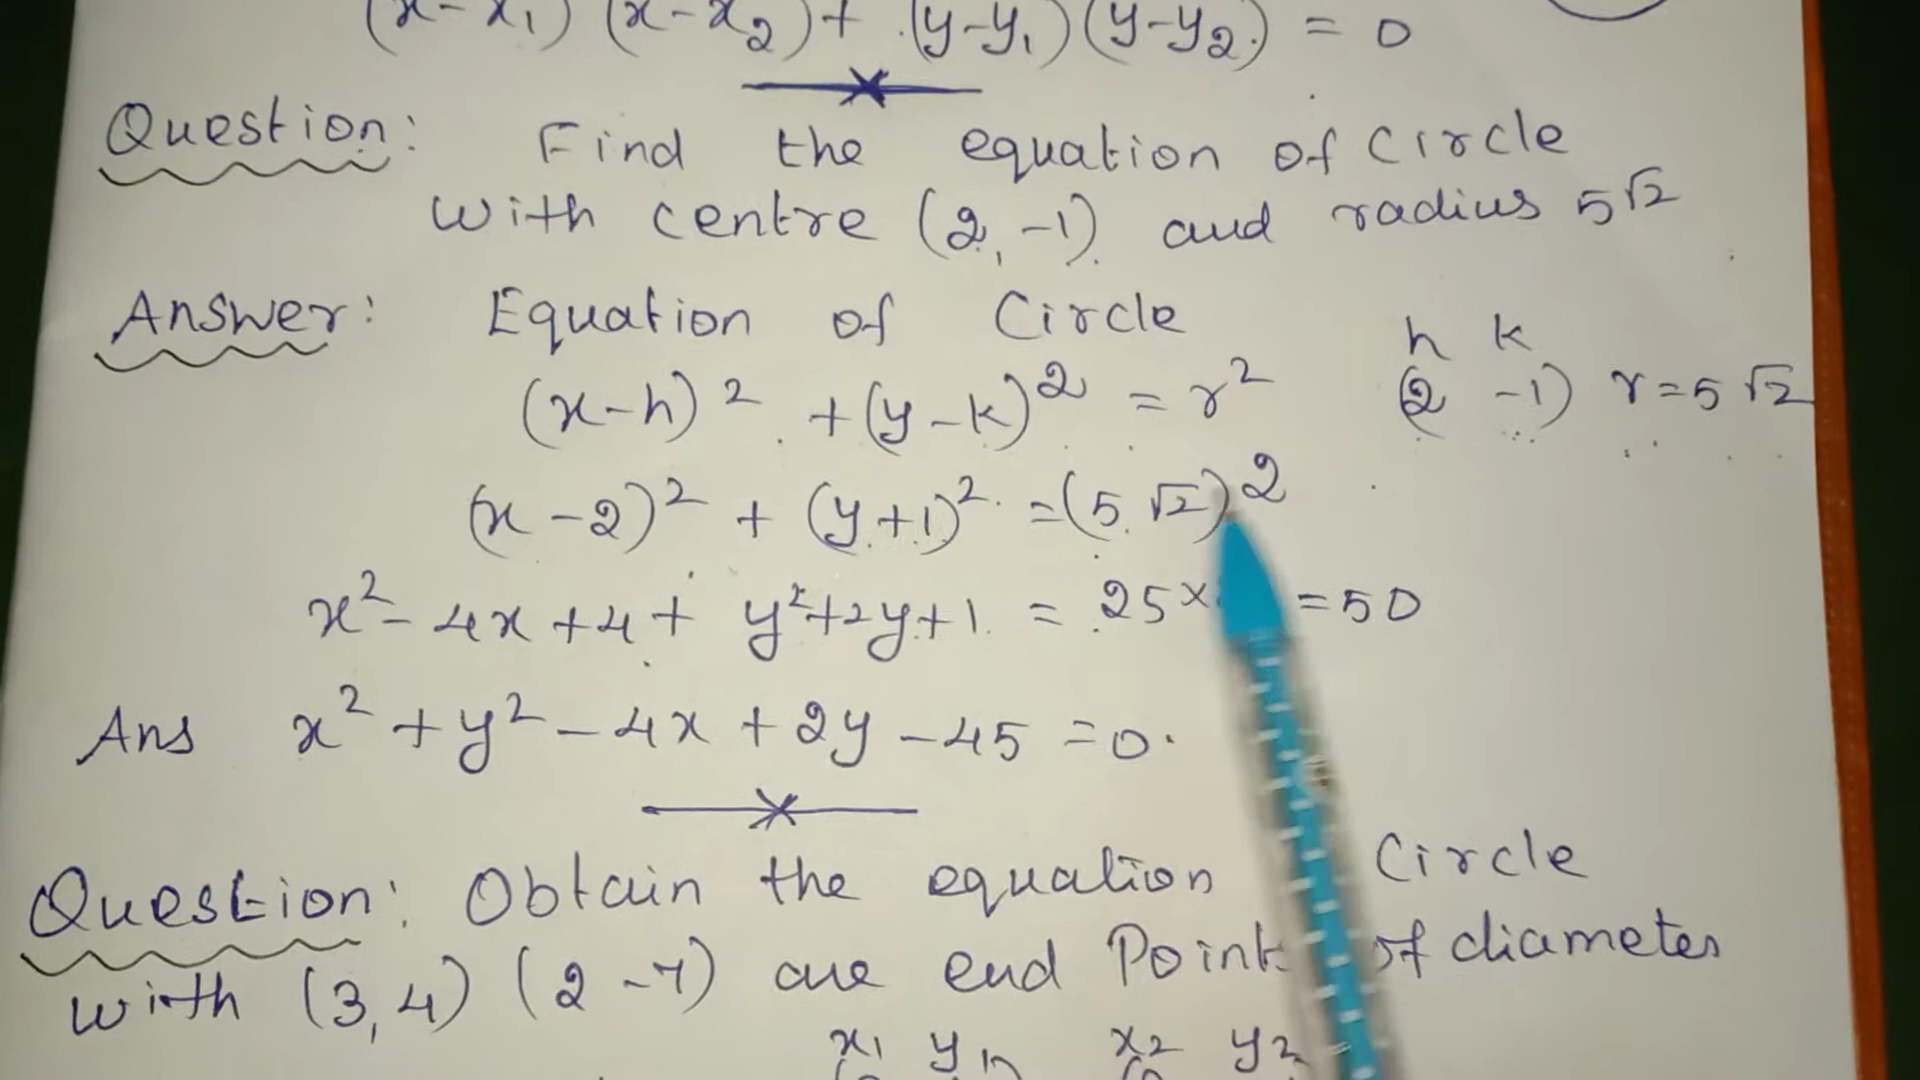 (x-x₁) (x-x₂) + (y-y₁) (y-y₂) = 0
Question: Find the equation of Circle
with centre (2, -1) and radius 5√2
Answer: Equation of Circle
h k
(x-h)² + (y-k)² = r² (2 -1) r=5√2
(x-2)² + (y+1)² = (5√2)²
x² - 4x + 4 + y² + 2y + 1 = 25× = 50
Ans x² + y² - 4x + 2y - 45 = 0.
Question: Obtain the equation Circle
with (3,4) (2 -7) are end Point of diameter
x₁ y₁ x₂ y₂